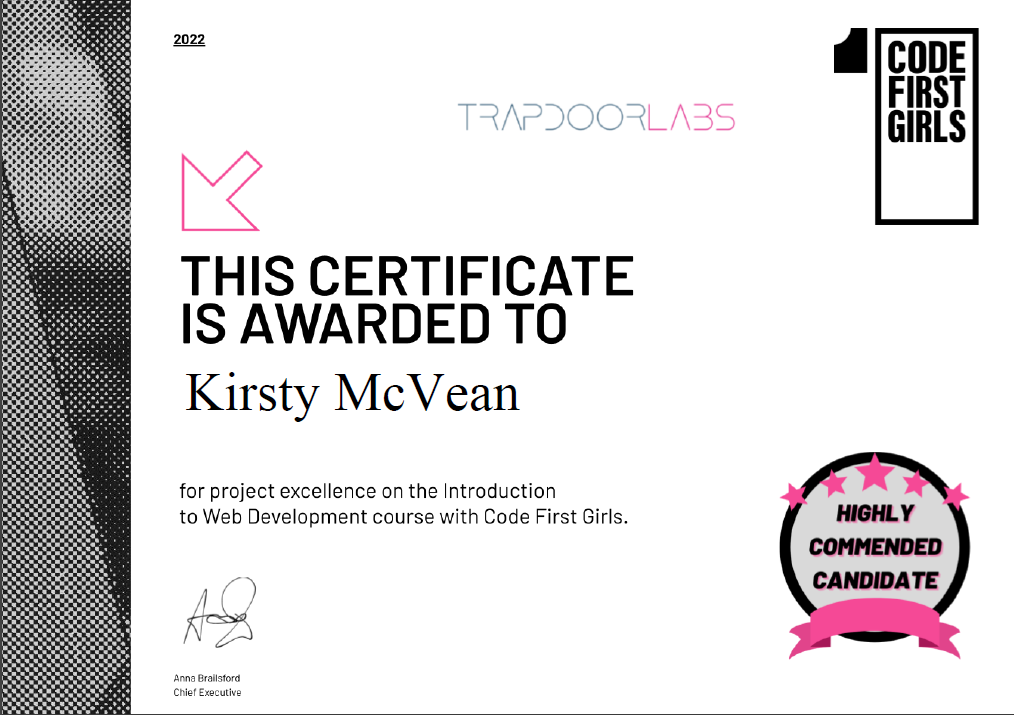 2022
TRAPDOORLABS
1
CODE
FIRST
GIRLS
THIS CERTIFICATE
IS AWARDED TO
Kirsty McVean
for project excellence on the Introduction
to Web Development course with Code First Girls.
HIGHLY
COMMENDED
CANDIDATE
Anna Brailsford
Chief Executive